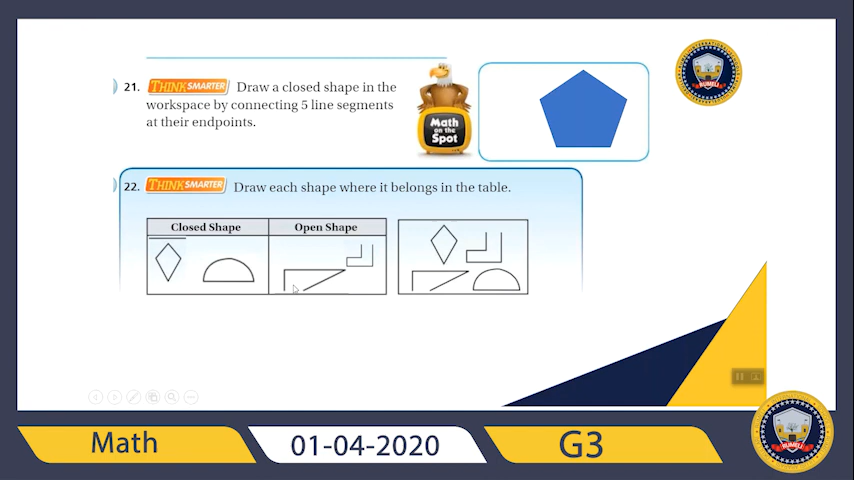 21. THINK SMARTER Draw a closed shape in the
workspace by connecting 5 line segments
at their endpoints.
Math
on the
Spot
RUMELI
22. THINK SMARTER Draw each shape where it belongs in the table.
Closed Shape Open Shape
Math
01-04-2020
G3
RUMELI